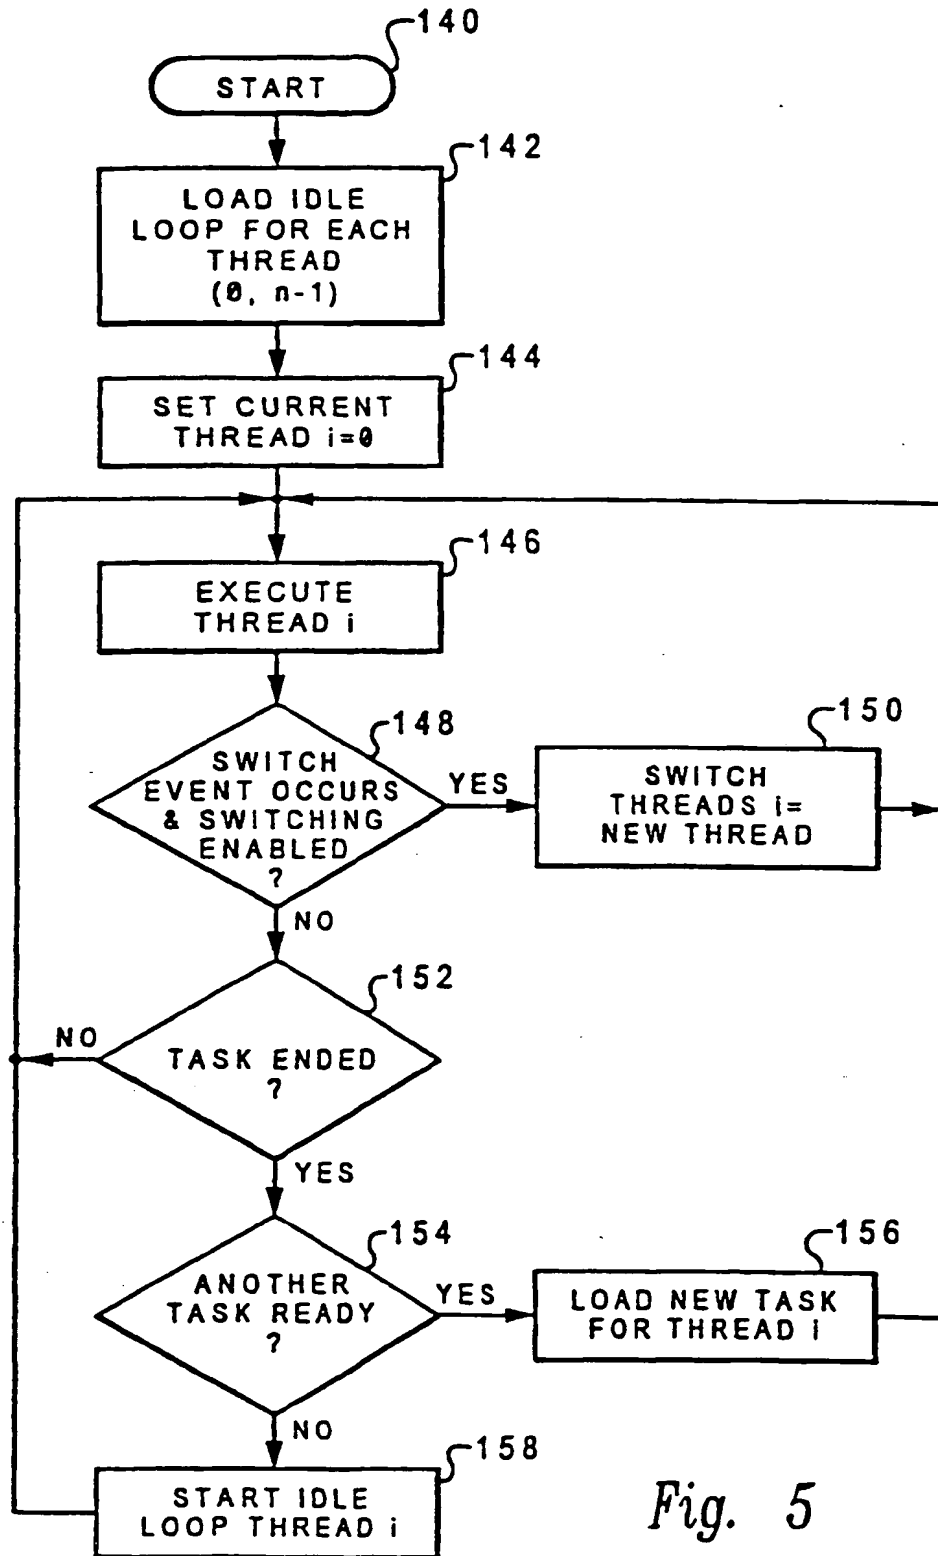 140
START
142
LOAD IDLE
LOOP FOR EACH
THREAD
(0, n-1)
144
SET CURRENT
THREAD i=0
146
EXECUTE
THREAD i
148
SWITCH
EVENT OCCURS
& SWITCHING
ENABLED
?
YES
150
SWITCH
THREADS i=
NEW THREAD
NO
152
TASK ENDED
?
NO
YES
154
ANOTHER
TASK READY
?
YES
156
LOAD NEW TASK
FOR THREAD i
NO
158
START IDLE
LOOP THREAD i
Fig. 5